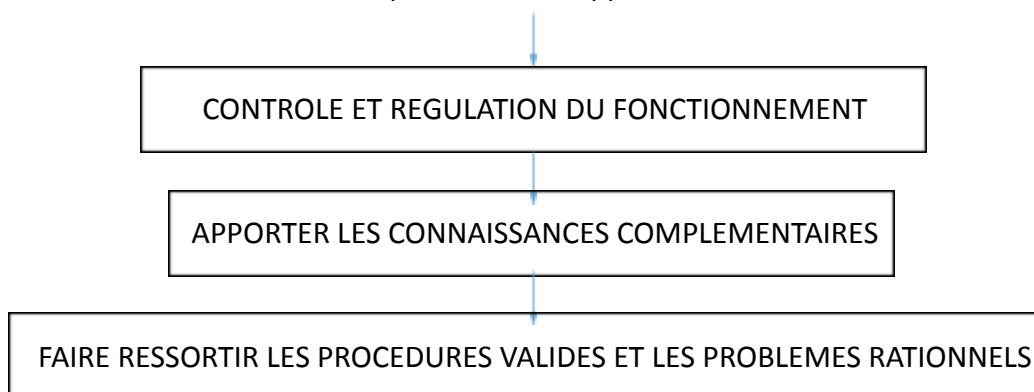 CONTROLE ET REGULATION DU FONCTIONNEMENT
APPORTER LES CONNAISSANCES COMPLEMENTAIRES
FAIRE RESSORTIR LES PROCEDURES VALIDES ET LES PROBLEMES RATIONNELS